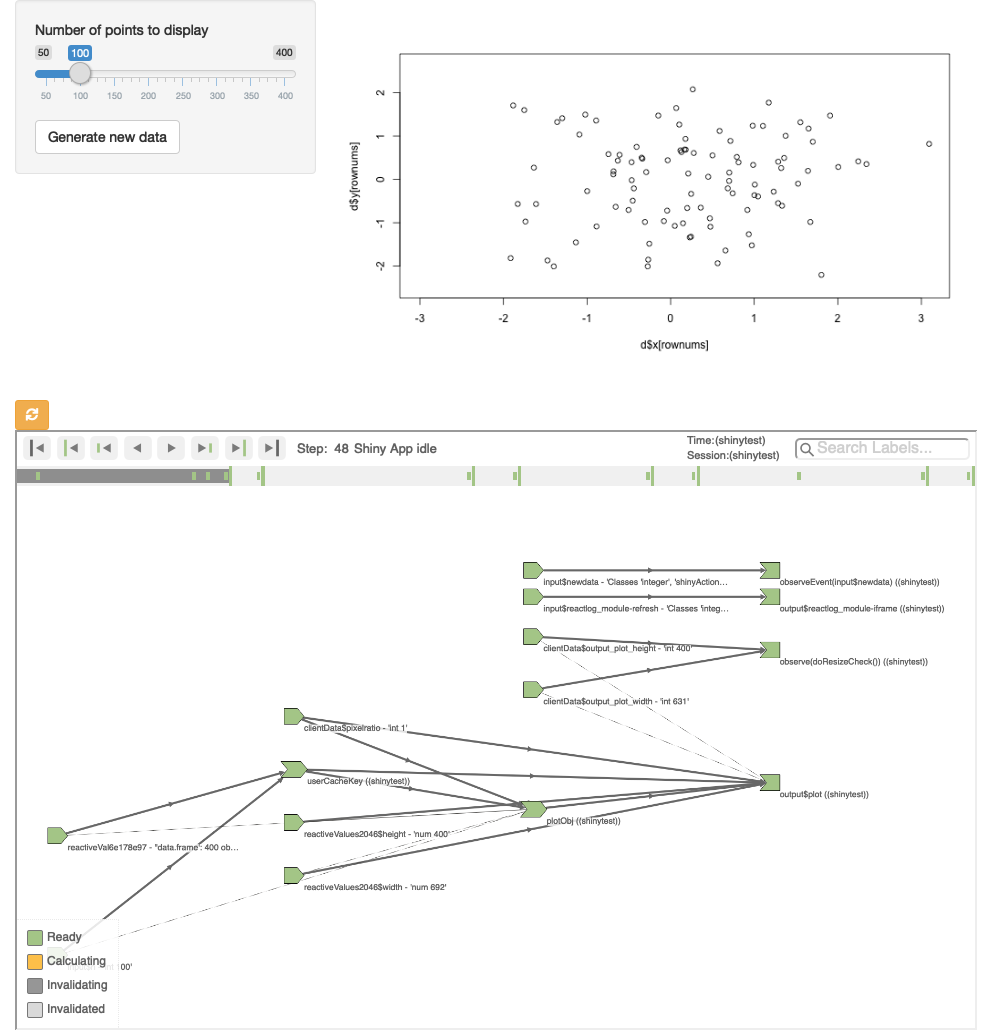 Number of points to display
50 100 400
50 100 150 200 250 300 350 400
Generate new data
d$y[rownums]
2
1
0
-1
-2
-3 -2 -1 0 1 2 3
d$x[rownums]
Step: 48 Shiny App idle
Time:(shinytest)
Session:(shinytest)
Search Labels...
input$newdata - 'Classes 'integer', 'shinyAction...
observeEvent(input$newdata) ((shinytest))
input$reactlog_module-refresh - 'Classes 'integ...
output$reactlog_module-iframe ((shinytest))
clientData$output_plot_height - 'int 400'
observe(doResizeCheck()) ((shinytest))
clientData$output_plot_width - 'int 631'
clientData$pixelratio - 'int 1'
userCacheKey ((shinytest))
output$plot ((shinytest))
plotObj ((shinytest))
reactiveValues2046$height - 'num 400'
reactiveVal6e178e97 - "data.frame': 400 ob...
reactiveValues2046$width - 'num 692'
Ready
Calculating
00'
Invalidating
Invalidated